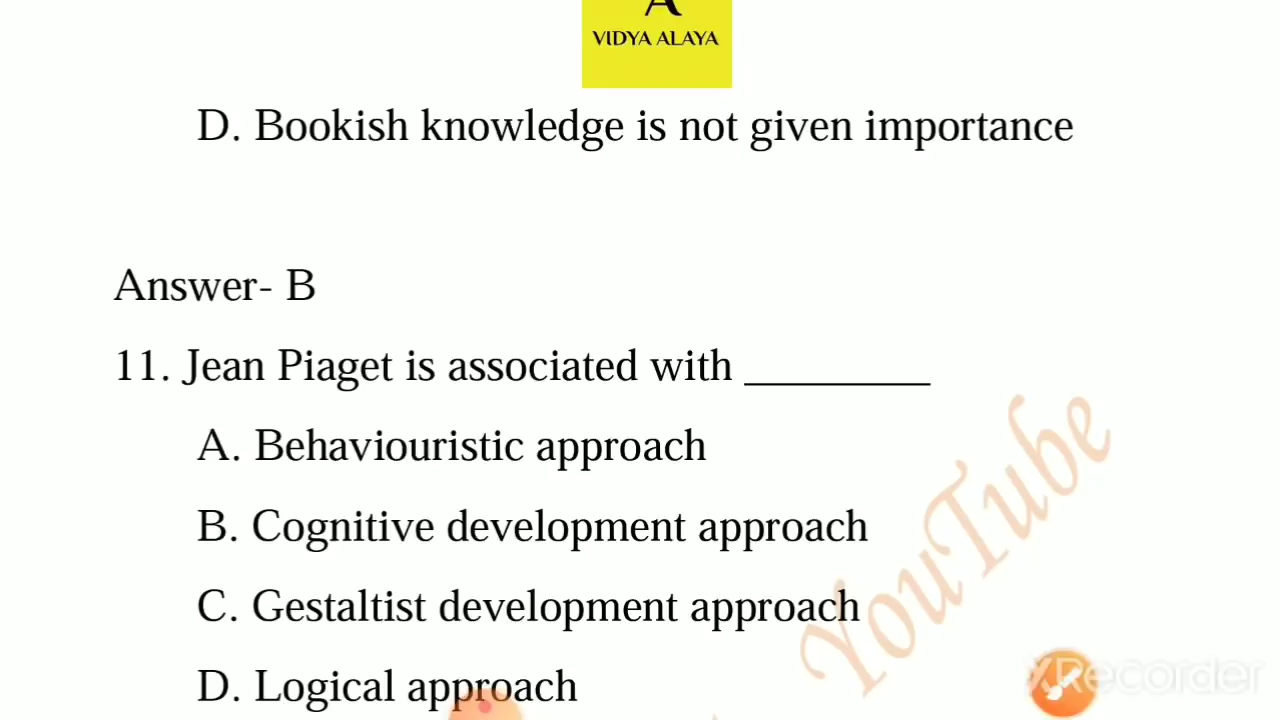 A
VIDYA ALAYA
D. Bookish knowledge is not given importance
Answer- B
11. Jean Piaget is associated with ________
A. Behaviouristic approach
B. Cognitive development approach
C. Gestaltist development approach
D. Logical approach
YouTube
XRecorder